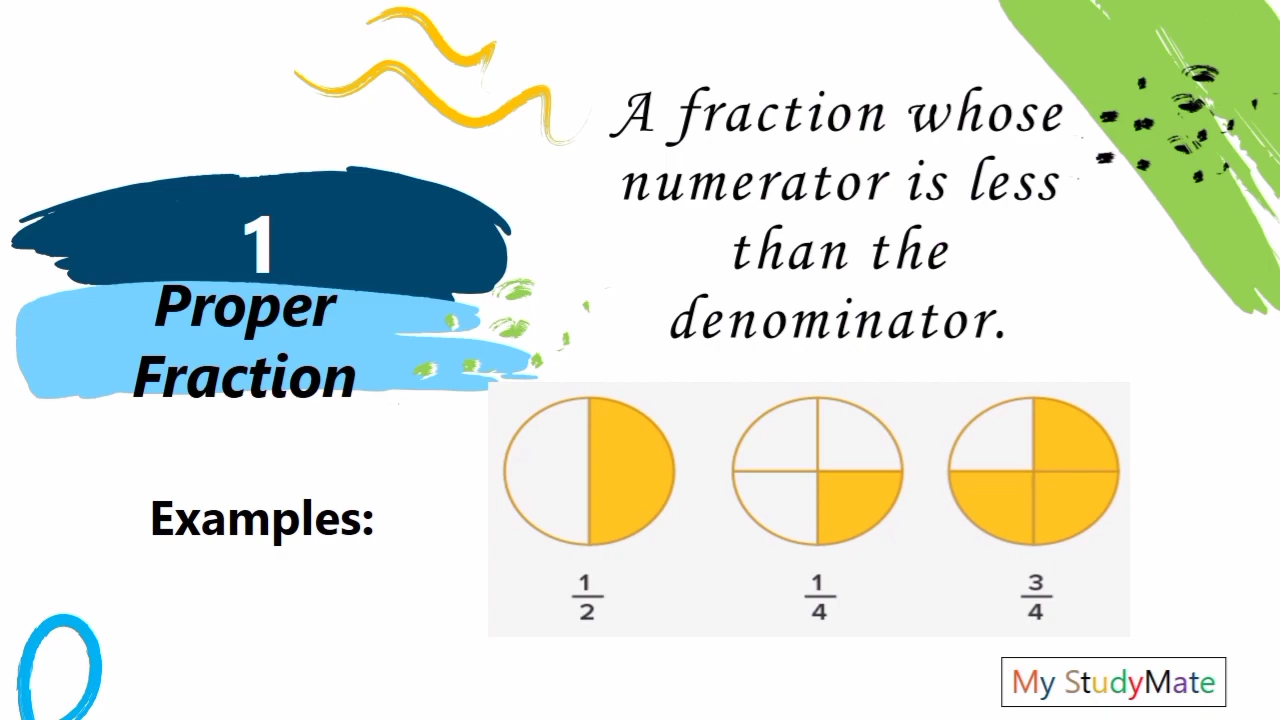 1
Proper
Fraction
A fraction whose
numerator is less
than the
denominator.
Examples:
1/2
1/4
3/4
My StudyMate